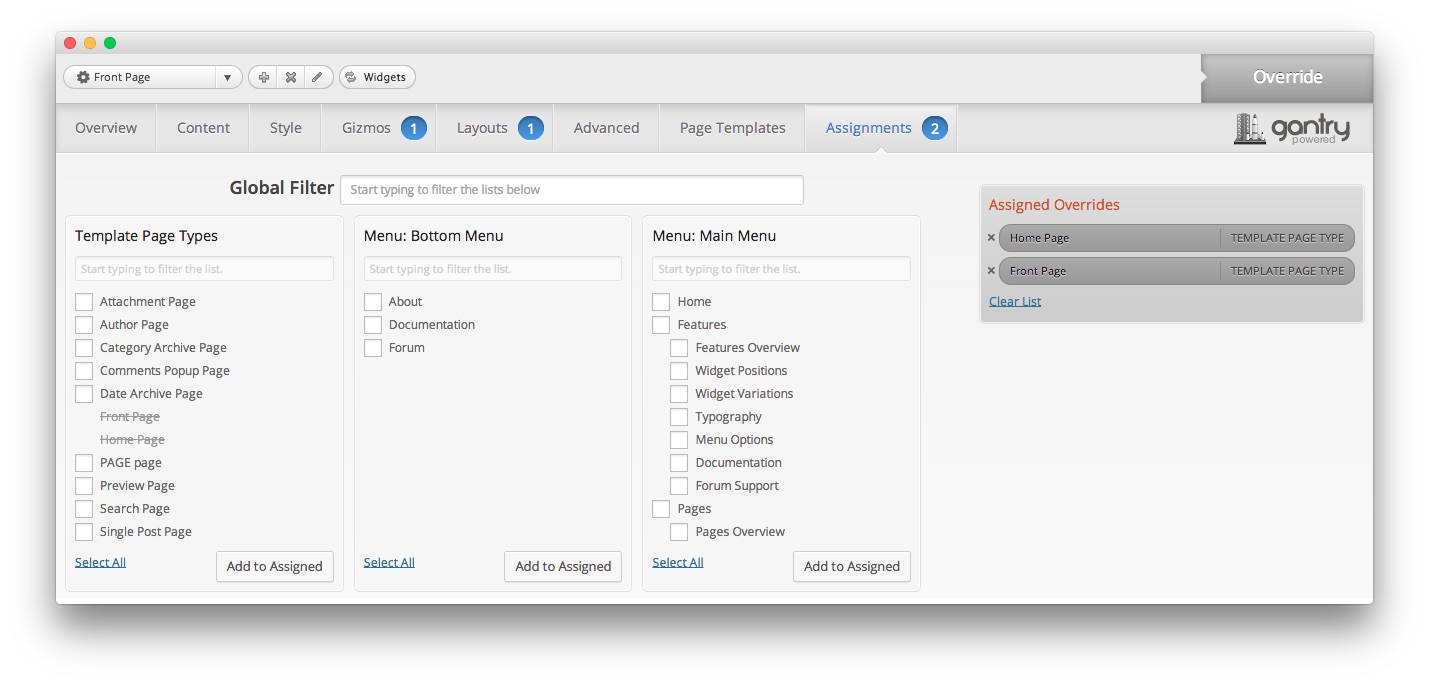 Front Page
Widgets
Override
Overview
Content
Style
Gizmos 1
Layouts 1
Advanced
Page Templates
Assignments 2
gantry
powered
Global Filter
Start typing to filter the lists below
Template Page Types
Start typing to filter the list.
Attachment Page
Author Page
Category Archive Page
Comments Popup Page
Date Archive Page
Front Page
Home Page
PAGE page
Preview Page
Search Page
Single Post Page
Select All
Add to Assigned
Menu: Bottom Menu
Start typing to filter the list.
About
Documentation
Forum
Select All
Add to Assigned
Menu: Main Menu
Start typing to filter the list.
Home
Features
Features Overview
Widget Positions
Widget Variations
Typography
Menu Options
Documentation
Forum Support
Pages
Pages Overview
Select All
Add to Assigned
Assigned Overrides
Home Page TEMPLATE PAGE TYPE
Front Page TEMPLATE PAGE TYPE
Clear List